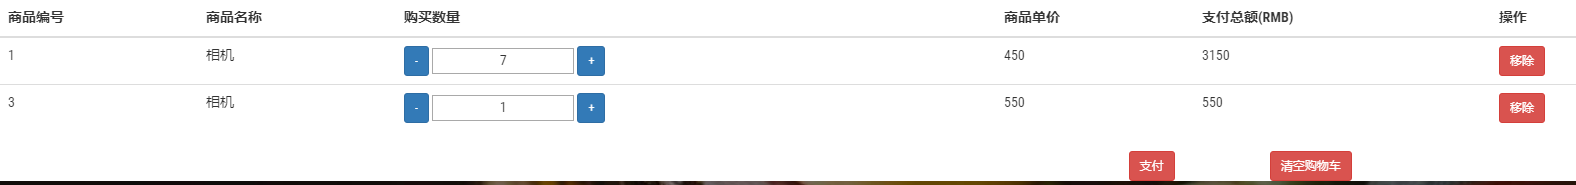 商品编号 商品名称 购买数量 商品单价 支付总额(RMB) 操作
1 相机 - 7 + 450 3150 移除
3 相机 - 1 + 550 550 移除
支付 清空购物车